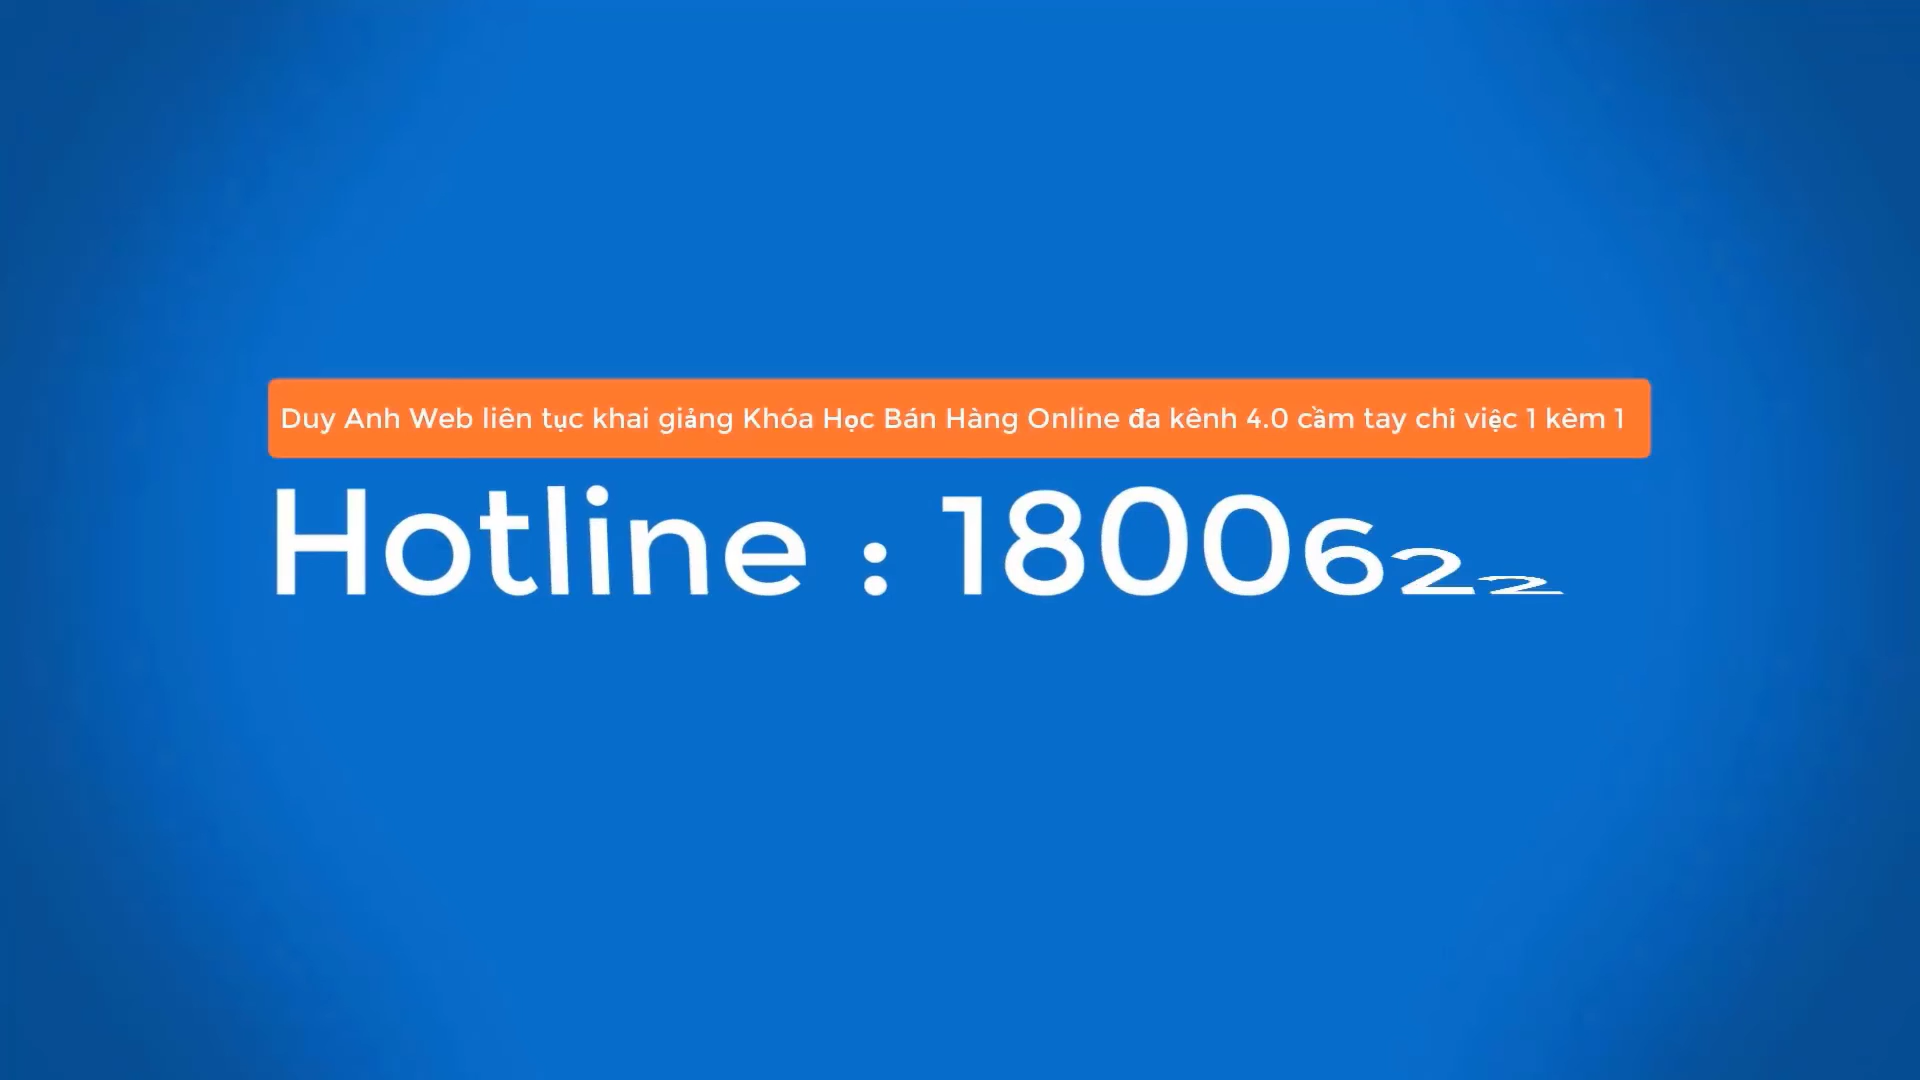 Duy Anh Web liên tục khai giảng Khóa Học Bán Hàng Online đa kênh 4.0 cầm tay chỉ việc 1 kèm 1
Hotline : 1800622